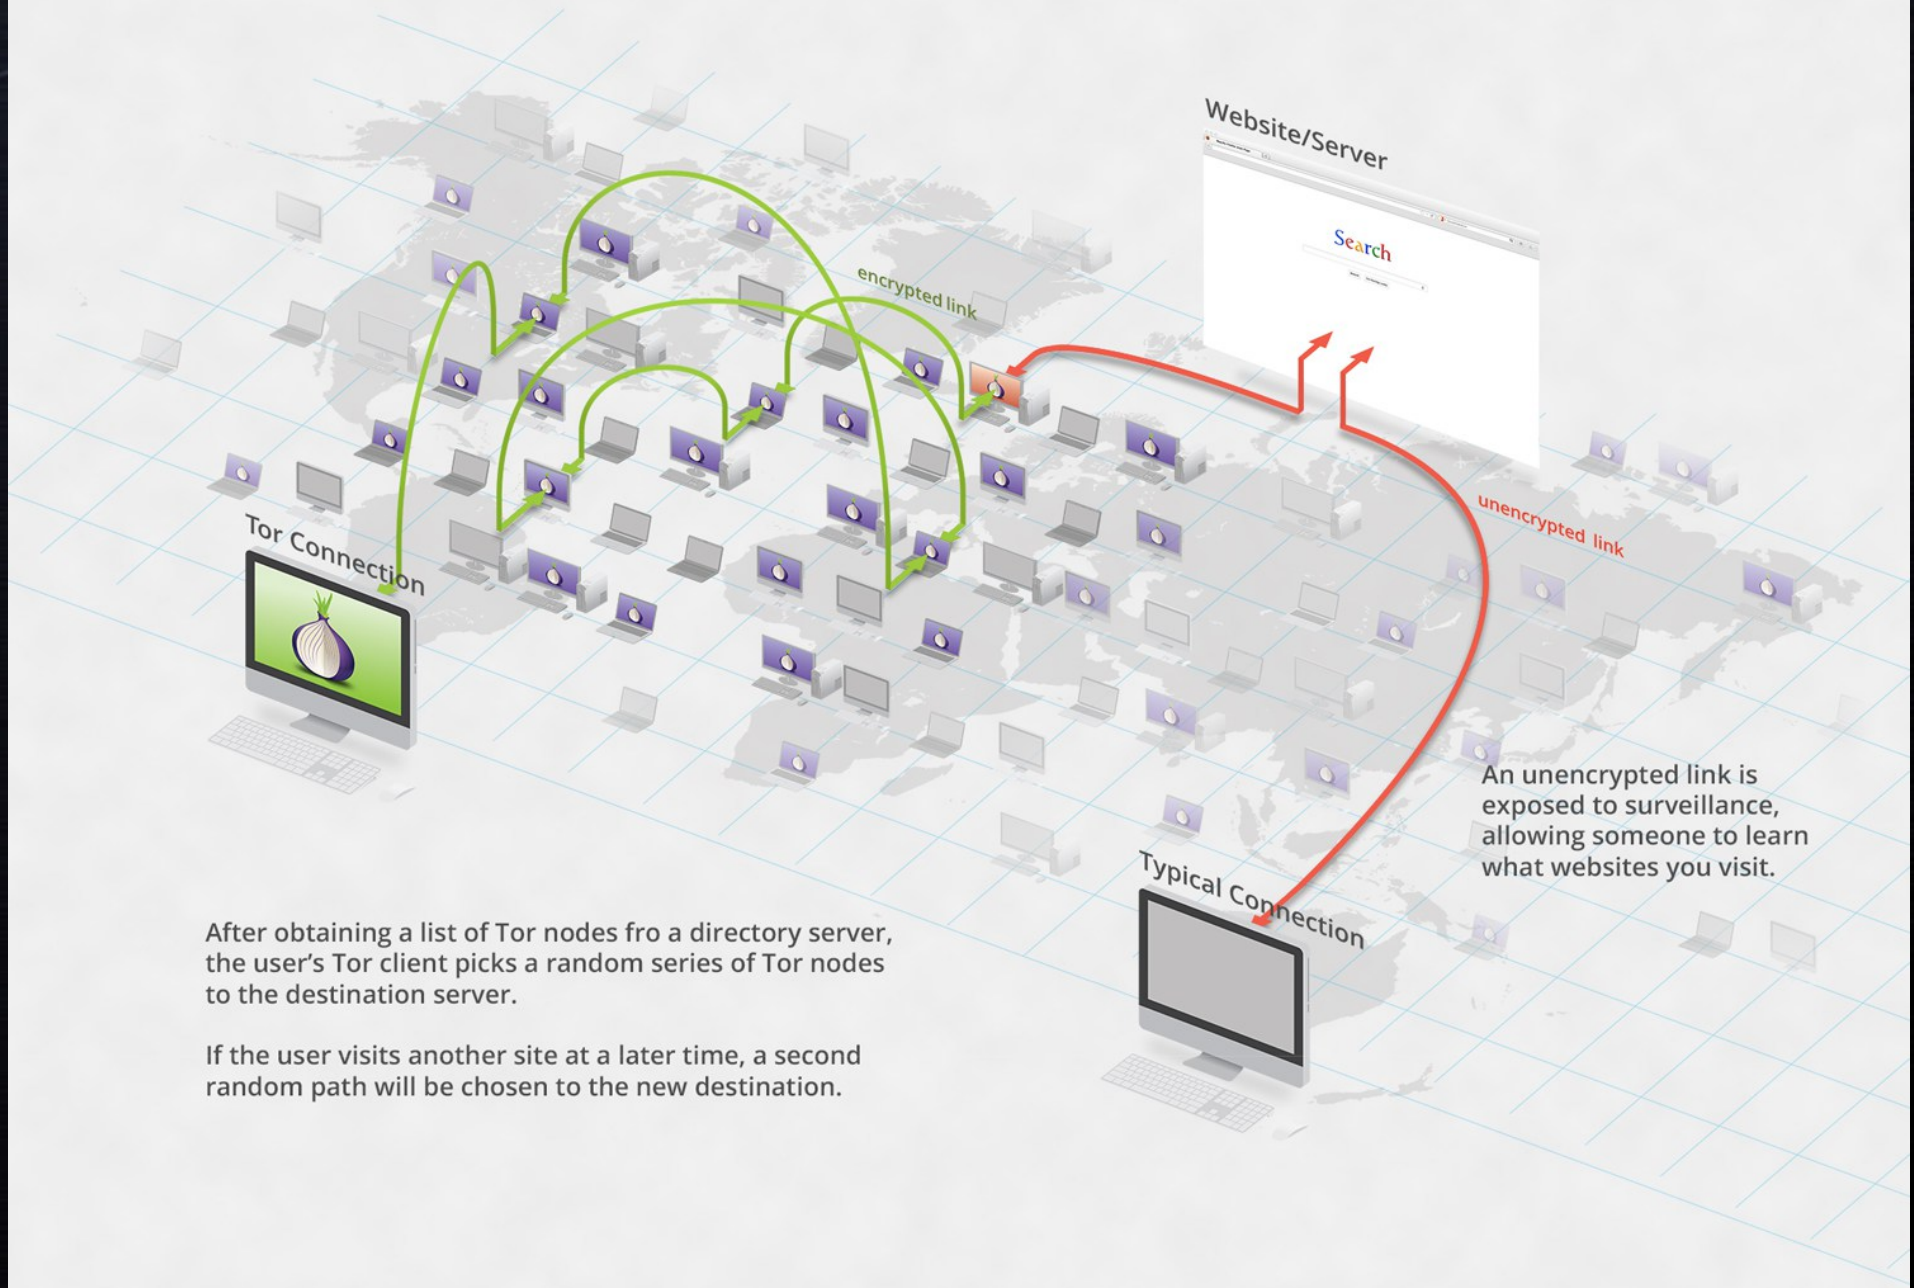 Website/Server
Search
encrypted link
unencrypted link
Tor Connection
An unencrypted link is
exposed to surveillance,
allowing someone to learn
what websites you visit.
Typical Connection
After obtaining a list of Tor nodes fro a directory server,
the user's Tor client picks a random series of Tor nodes
to the destination server.
If the user visits another site at a later time, a second
random path will be chosen to the new destination.